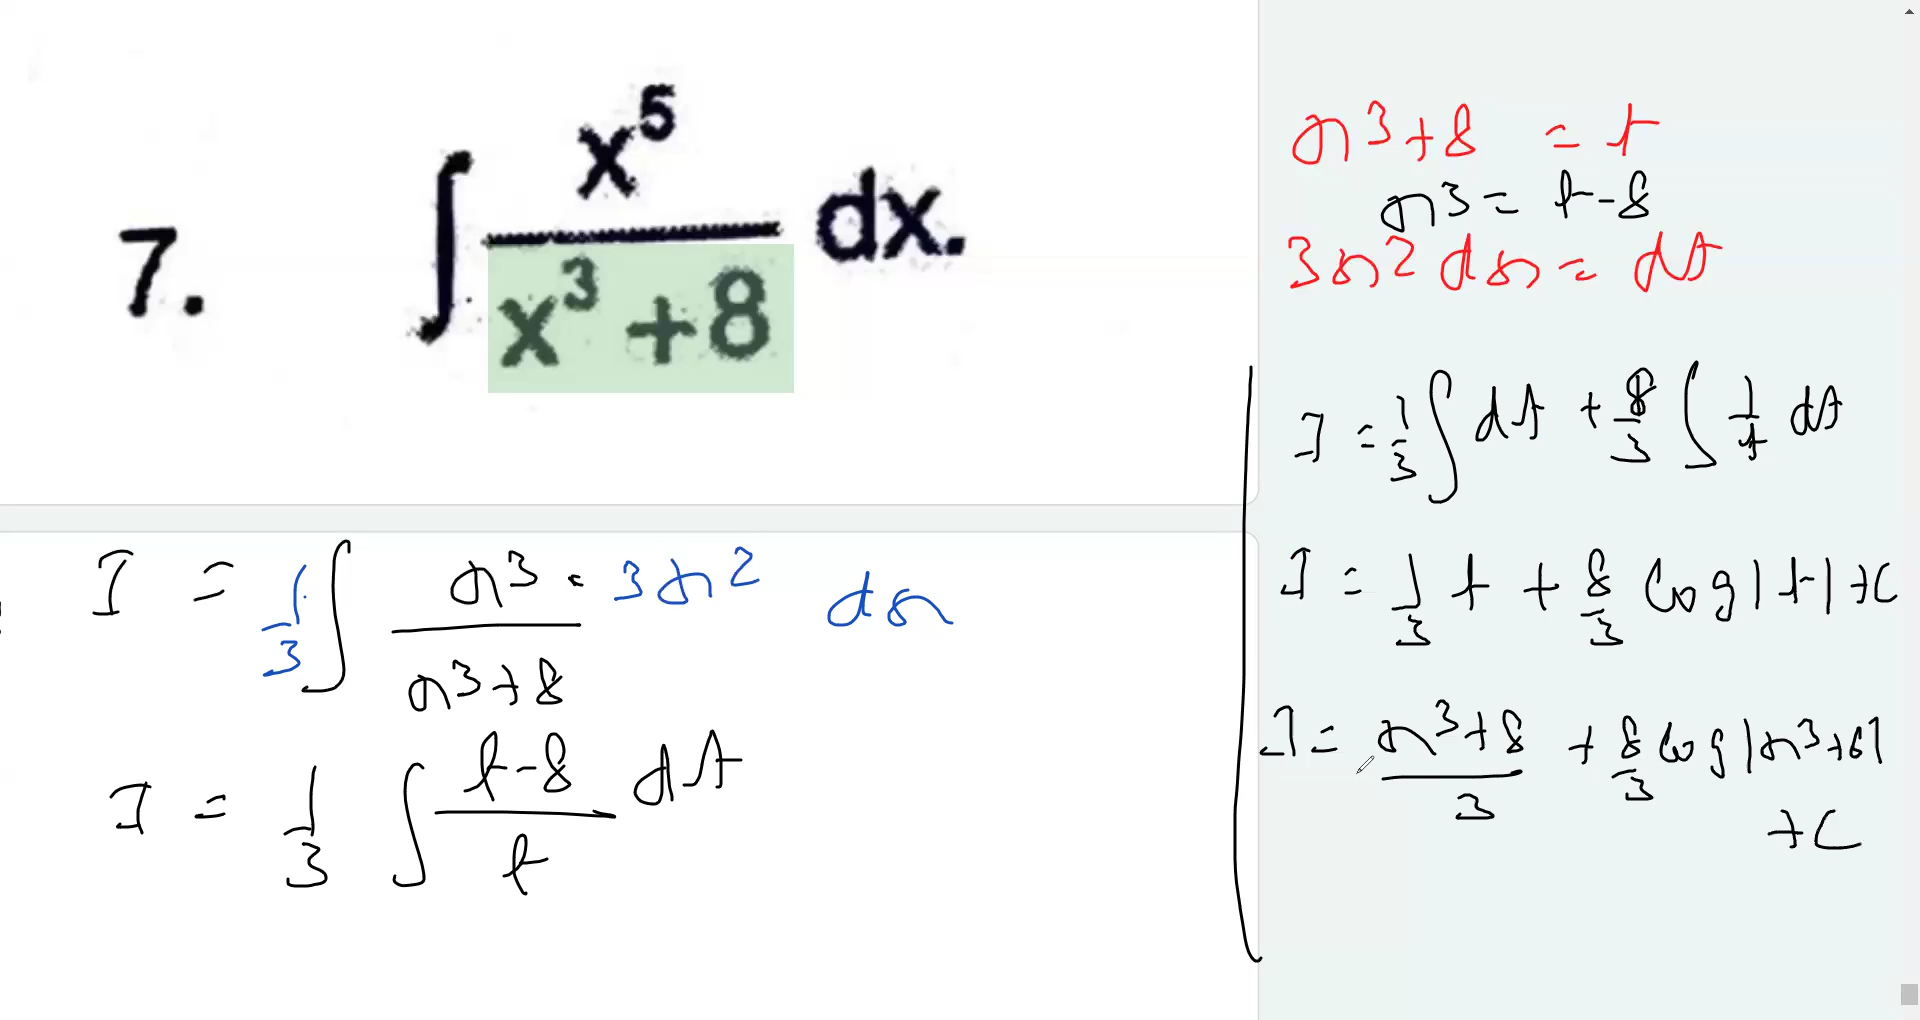 7. ∫ x⁵ / (x³ + 8) dx.
x³ + 8 = t
x³ = t - 8
3x² dx = dt
I = 1/3 ∫ x³ · 3x² / (x³ + 8) dx
I = 1/3 ∫ (t - 8) / t dt
I = 1/3 ∫ dt + 8/3 ∫ 1/t dt
I = 1/3 t + 8/3 log |t| + C
I = (x³ + 8) / 3 + 8/3 log |x³ + 8|
+ C